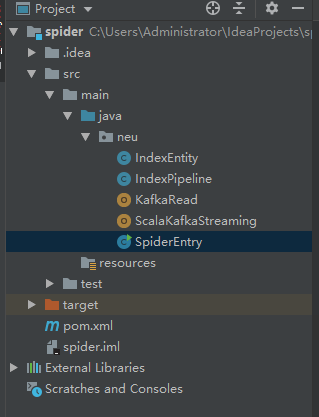 Project
spider C:\Users\Administrator\IdeaProjects\sp
.idea
src
main
java
neu
IndexEntity
IndexPipeline
KafkaRead
ScalaKafkaStreaming
SpiderEntry
resources
test
target
pom.xml
spider.iml
External Libraries
Scratches and Consoles